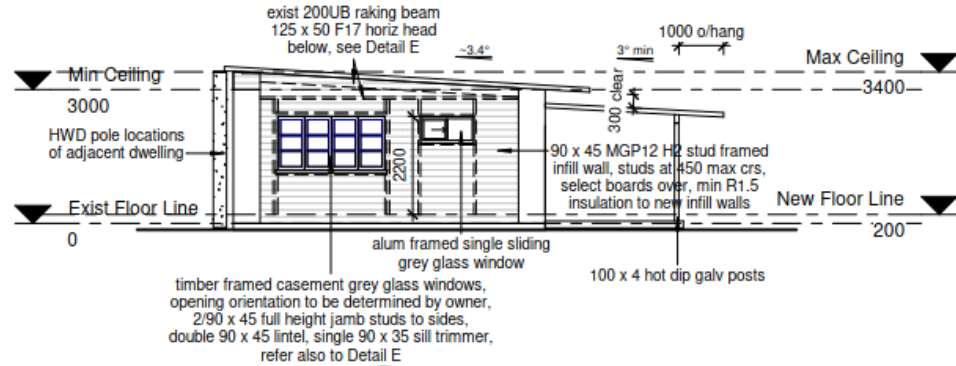 exist 200UB raking beam
125 x 50 F17 horiz head
below, see Detail E
~3.4°
3° min
1000 o/hang
Min Ceiling
3000
Max Ceiling
3400
300 clear
HWD pole locations
of adjacent dwelling
2200
90 x 45 MGP12 H2 stud framed
infill wall, studs at 450 max crs,
select boards over, min R1.5
insulation to new infill walls
Exist Floor Line
0
New Floor Line
200
alum framed single sliding
grey glass window
100 x 4 hot dip galv posts
timber framed casement grey glass windows,
opening orientation to be determined by owner,
2/90 x 45 full height jamb studs to sides,
double 90 x 45 lintel, single 90 x 35 sill trimmer,
refer also to Detail E